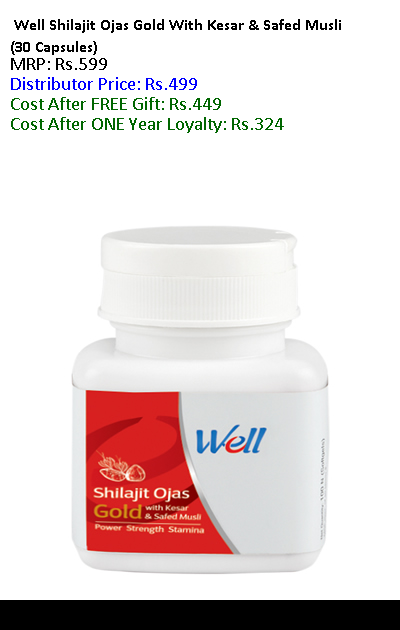 Well Shilajit Ojas Gold With Kesar & Safed Musli
(30 Capsules)
MRP: Rs.599
Distributor Price: Rs.499
Cost After FREE Gift: Rs.449
Cost After ONE Year Loyalty: Rs.324
Well
Shilajit Ojas
Gold with Kesar
& Safed Musli
Power Strength Stamina